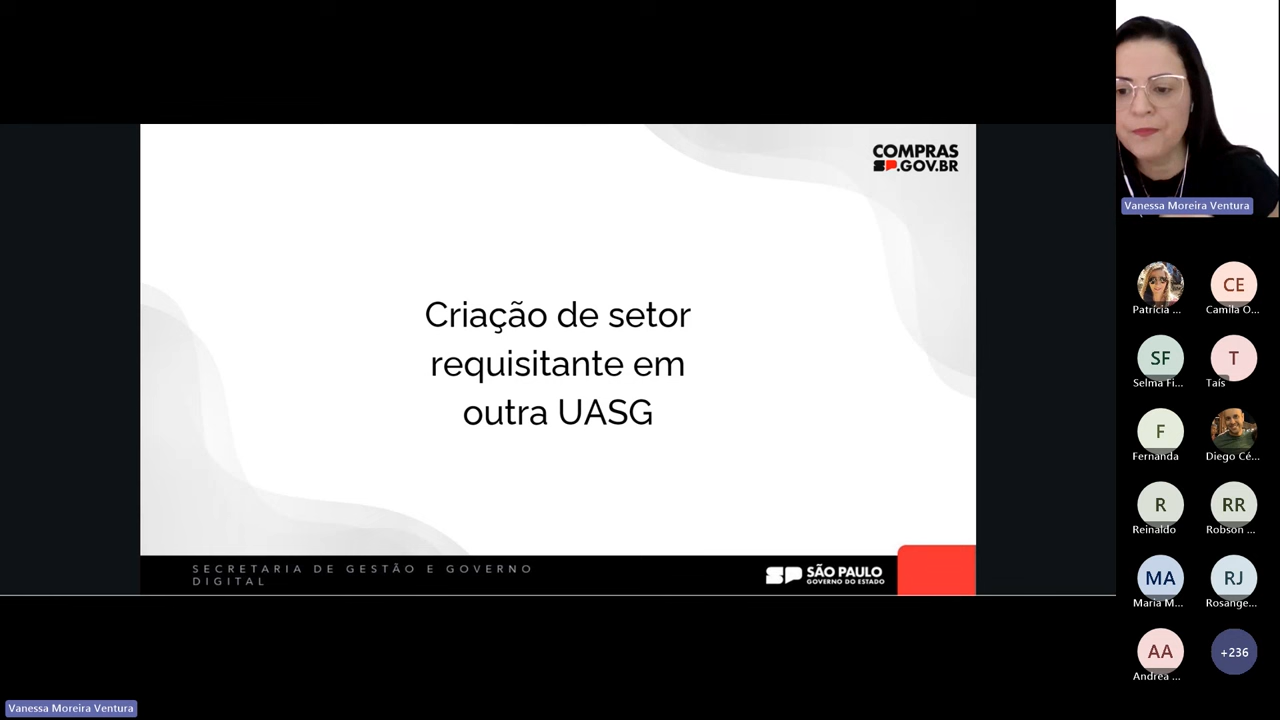 COMPRAS
SP.GOV.BR
Criação de setor
requisitante em
outra UASG
SECRETARIA DE GESTÃO E GOVERNO
DIGITAL
SP SÃO PAULO
GOVERNO DO ESTADO
Vanessa Moreira Ventura
Patrícia ...
CE
Camila O...
SF
Selma Fi...
T
Taís
F
Fernanda
Diego Cé...
R
Reinaldo
RR
Robson ...
MA
Maria M...
RJ
Rosange...
AA
Andrea ...
+236
Vanessa Moreira Ventura